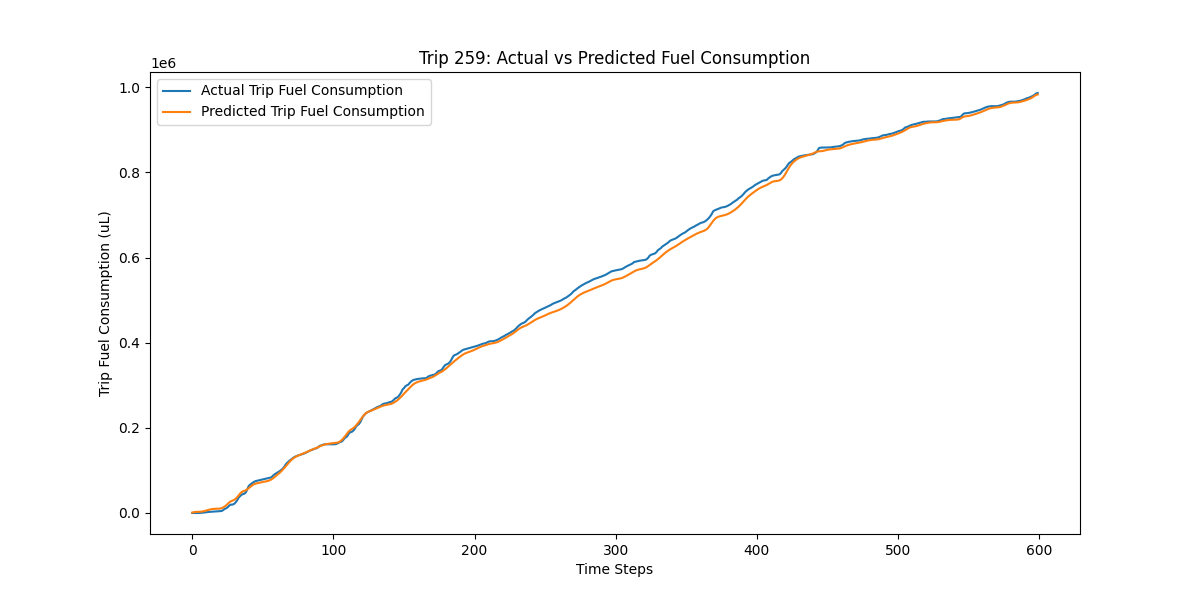 Trip 259: Actual vs Predicted Fuel Consumption
1e6
Actual Trip Fuel Consumption
Predicted Trip Fuel Consumption
Trip Fuel Consumption (uL)
1.0
0.8
0.6
0.4
0.2
0.0
0 100 200 300 400 500 600
Time Steps